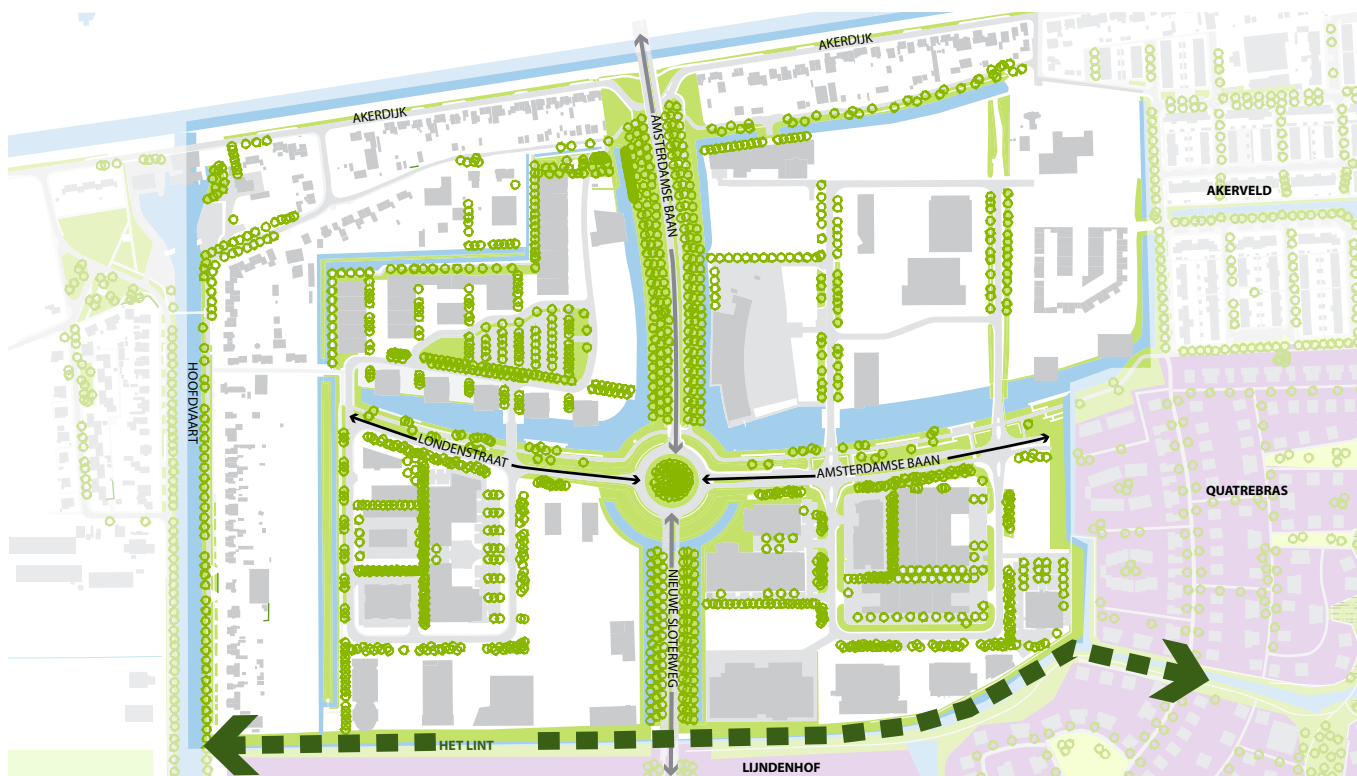 AKERDIJK
AKERDIJK
AMSTERDAMSE BAAN
AKERVELD
HOOFDVAART
LONDENSTRAAT
AMSTERDAMSE BAAN
QUATREBRAS
NIEUWE SLOTERWEG
HET LINT
LIJNDENHOF